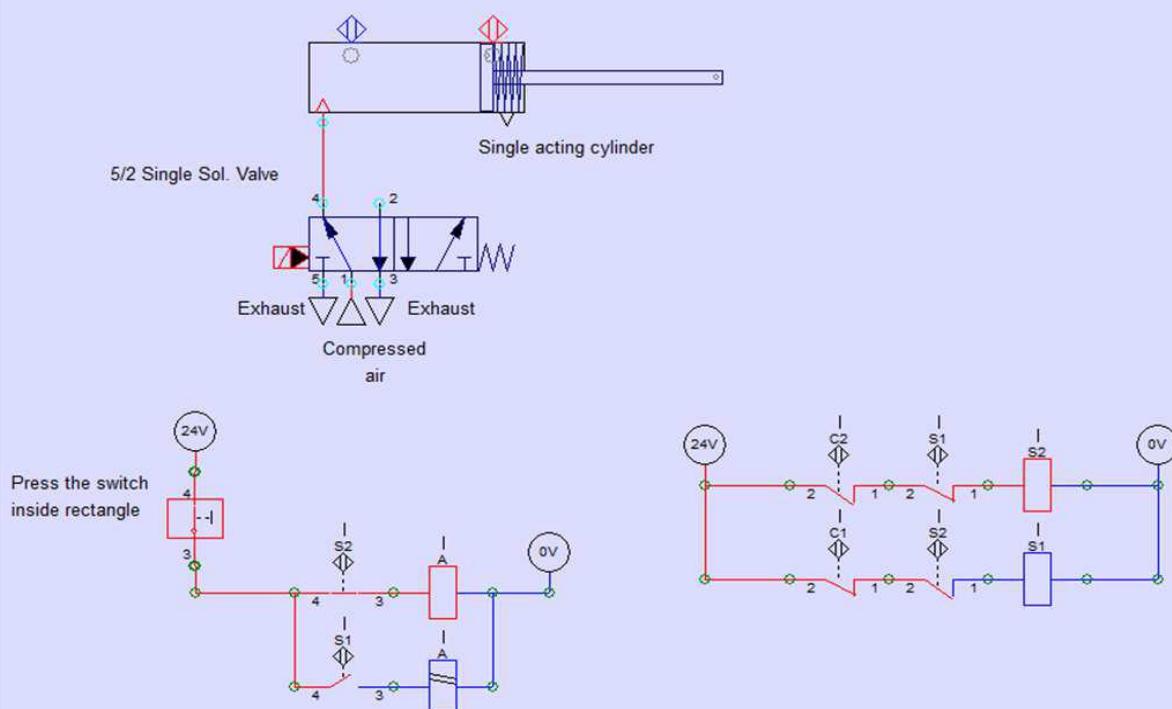 Single acting cylinder
5/2 Single Sol. Valve
4 2
5 1 3
Exhaust Exhaust
Compressed
air
24V
Press the switch
inside rectangle
4
3
S2
4 3
A
0V
S1
4 3
A
24V
C2
2 1
S1
2 1
S2
0V
C1
2 1
S2
2 1
S1